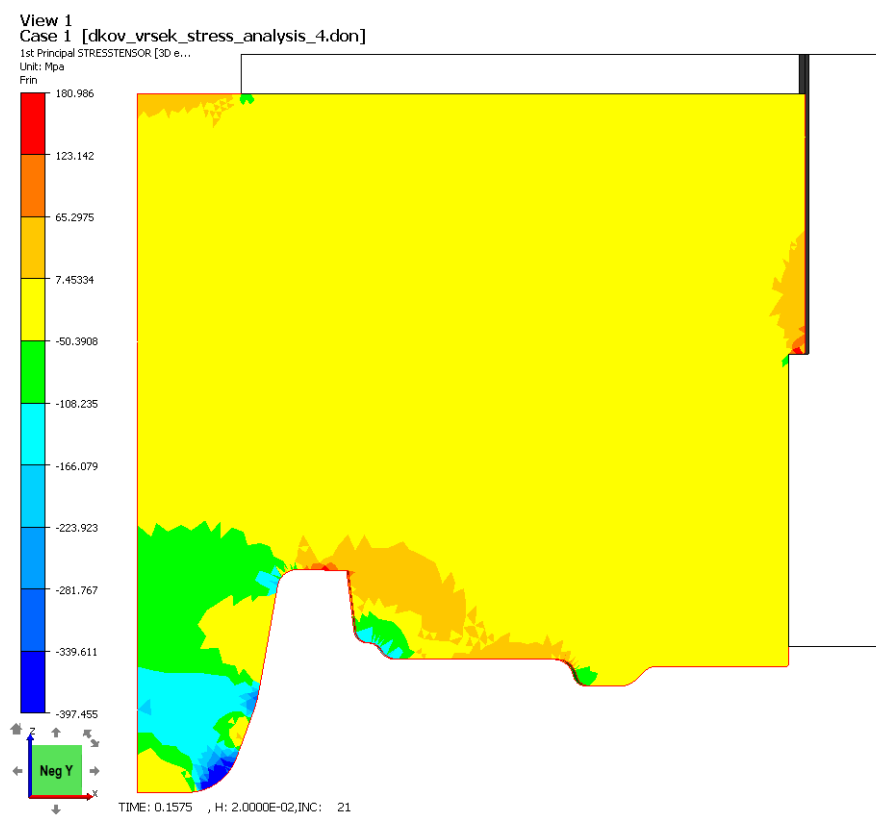 View 1
Case 1 [dkov_vrsek_stress_analysis_4.don]
1st Principal STRESSTENSOR [3D e...
Unit: Mpa
Frin
180.986
123.142
65.2975
7.45334
-50.3908
-108.235
-166.079
-223.923
-281.767
-339.611
-397.455
Z
Neg Y
X
TIME: 0.1575 , H: 2.0000E-02,INC: 21